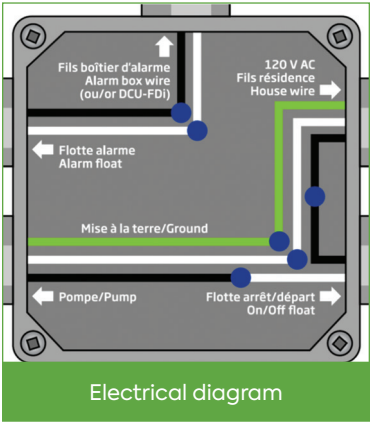 Fils boîtier d'alarme
Alarm box wire
(ou/or DCU-FDi)
120 V AC
Fils résidence
House wire
Flotte alarme
Alarm float
Mise à la terre/Ground
Pompe/Pump
Flotte arrêt/départ
On/Off float
Electrical diagram